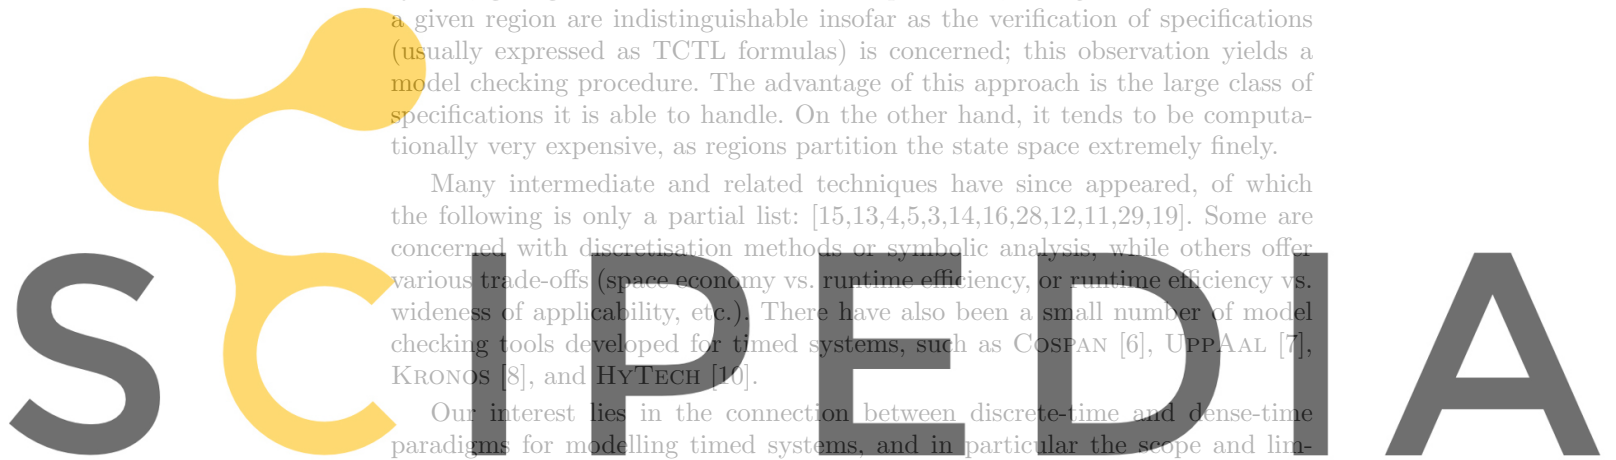 a given region are indistinguishable insofar as the verification of specifications
(usually expressed as TCTL formulas) is concerned; this observation yields a
model checking procedure. The advantage of this approach is the large class of
specifications it is able to handle. On the other hand, it tends to be computa-
tionally very expensive, as regions partition the state space extremely finely.
Many intermediate and related techniques have since appeared, of which
the following is only a partial list: [15,13,4,5,3,14,16,28,12,11,29,19]. Some are
concerned with discretisation methods or symbolic analysis, while others offer
various trade-offs (space economy vs. runtime efficiency, or runtime efficiency vs.
wideness of applicability, etc.). There have also been a small number of model
checking tools developed for timed systems, such as COSPAN [6], UPPAAL [7],
KRONOS [8], and HYTECH [10].
Our interest lies in the connection between discrete-time and dense-time
paradigms for modelling timed systems, and in particular the scope and lim-
SCIPEDIA